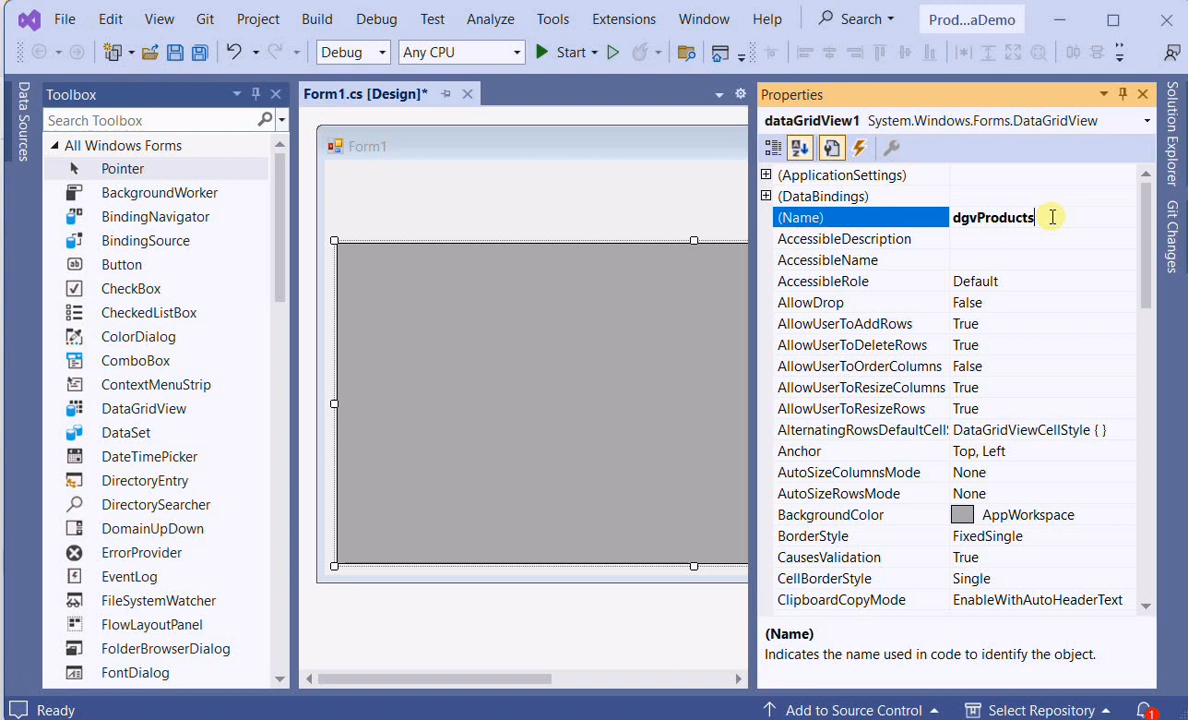 File Edit View Git Project Build Debug Test Analyze Tools Extensions Window Help Search Prod...aDemo
Debug Any CPU Start
Data Sources
Toolbox
Search Toolbox
All Windows Forms
Pointer
BackgroundWorker
BindingNavigator
BindingSource
Button
CheckBox
CheckedListBox
ColorDialog
ComboBox
ContextMenuStrip
DataGridView
DataSet
DateTimePicker
DirectoryEntry
DirectorySearcher
DomainUpDown
ErrorProvider
EventLog
FileSystemWatcher
FlowLayoutPanel
FolderBrowserDialog
FontDialog
Form1.cs [Design]*
Form1
Properties
dataGridView1 System.Windows.Forms.DataGridView
(ApplicationSettings)
(DataBindings)
(Name) dgvProducts
AccessibleDescription
AccessibleName
AccessibleRole Default
AllowDrop False
AllowUserToAddRows True
AllowUserToDeleteRows True
AllowUserToOrderColumns False
AllowUserToResizeColumns True
AllowUserToResizeRows True
AlternatingRowsDefaultCell DataGridViewCellStyle { }
Anchor Top, Left
AutoSizeColumnsMode None
AutoSizeRowsMode None
BackgroundColor AppWorkspace
BorderStyle FixedSingle
CausesValidation True
CellBorderStyle Single
ClipboardCopyMode EnableWithAutoHeaderText
(Name)
Indicates the name used in code to identify the object.
Solution Explorer
Git Changes
Ready Add to Source Control Select Repository 1